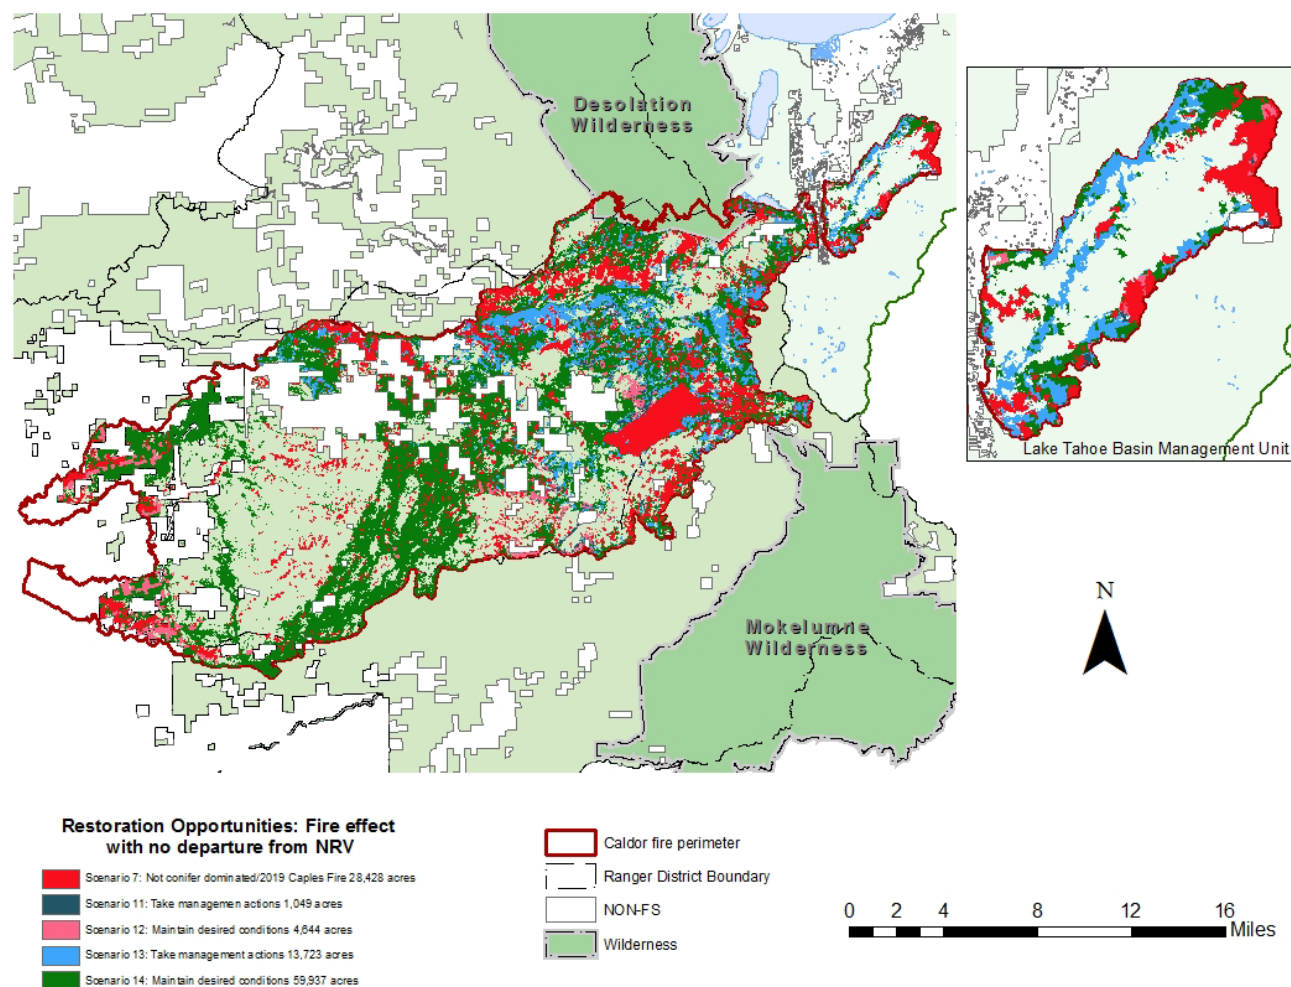 Desolation
Wilderness
Lake Tahoe Basin Management Unit
N
Mokelumne
Wilderness
Restoration Opportunities: Fire effect
with no departure from NRV
Scenario 7: Not conifer dominated/2019 Caples Fire 28,428 acres
Scenario 11: Take managemen actions 1,049 acres
Scenario 12: Maintain desired conditions 4,644 acres
Scenario 13: Take management actions 13,723 acres
Scenario 14: Maintain desired conditions 59,937 acres
Caldor fire perimeter
Ranger District Boundary
NON-FS
Wilderness
0 2 4 8 12 16
Miles